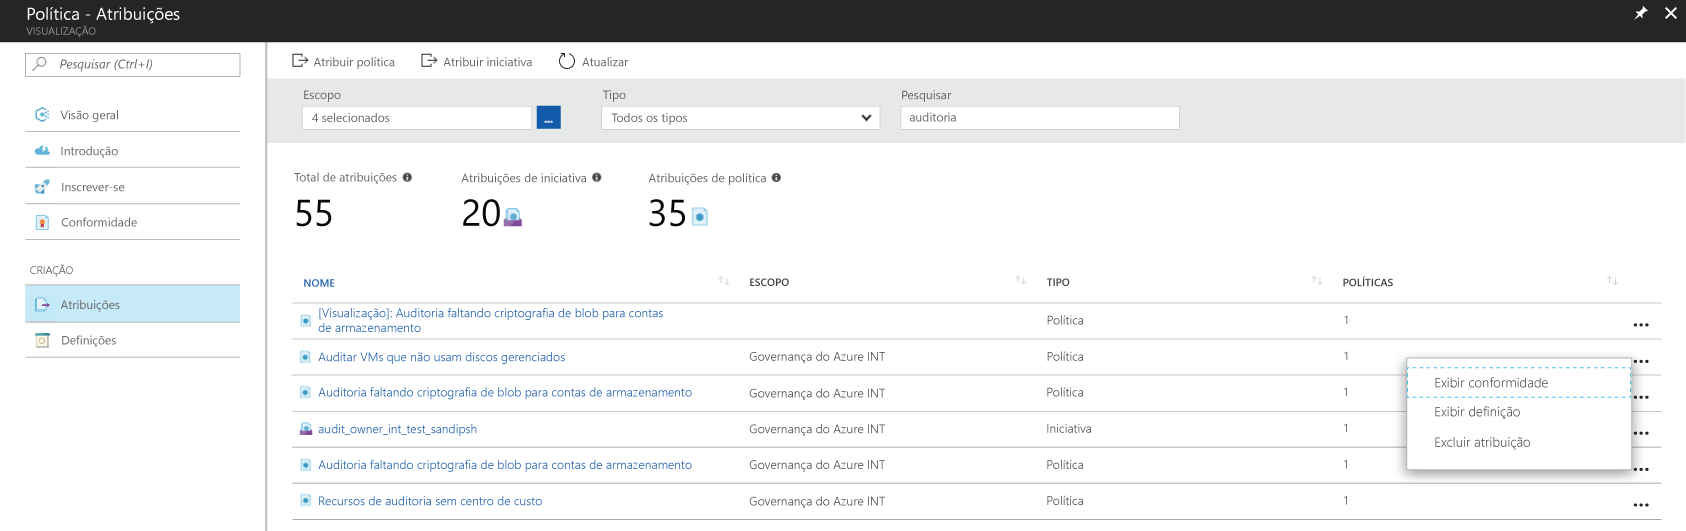 Política - Atribuições
VISUALIZAÇÃO
Pesquisar (Ctrl+I)
Visão geral
Introdução
Inscrever-se
Conformidade
CRIAÇÃO
Atribuições
Definições
Atribuir política Atribuir iniciativa Atualizar
Escopo Tipo Pesquisar
4 selecionados ... Todos os tipos auditoria
Total de atribuições Atribuições de iniciativa Atribuições de política
55 20 35
NOME ESCOPO TIPO POLÍTICAS
[Visualização]: Auditoria faltando criptografia de blob para contas
de armazenamento Política 1
Auditar VMs que não usam discos gerenciados Governança do Azure INT Política 1
Auditoria faltando criptografia de blob para contas de armazenamento Governança do Azure INT Política 1
audit_owner_int_test_sandipsh Governança do Azure INT Iniciativa 1
Auditoria faltando criptografia de blob para contas de armazenamento Governança do Azure INT Política 1
Recursos de auditoria sem centro de custo Governança do Azure INT Política 1
Exibir conformidade
Exibir definição
Excluir atribuição